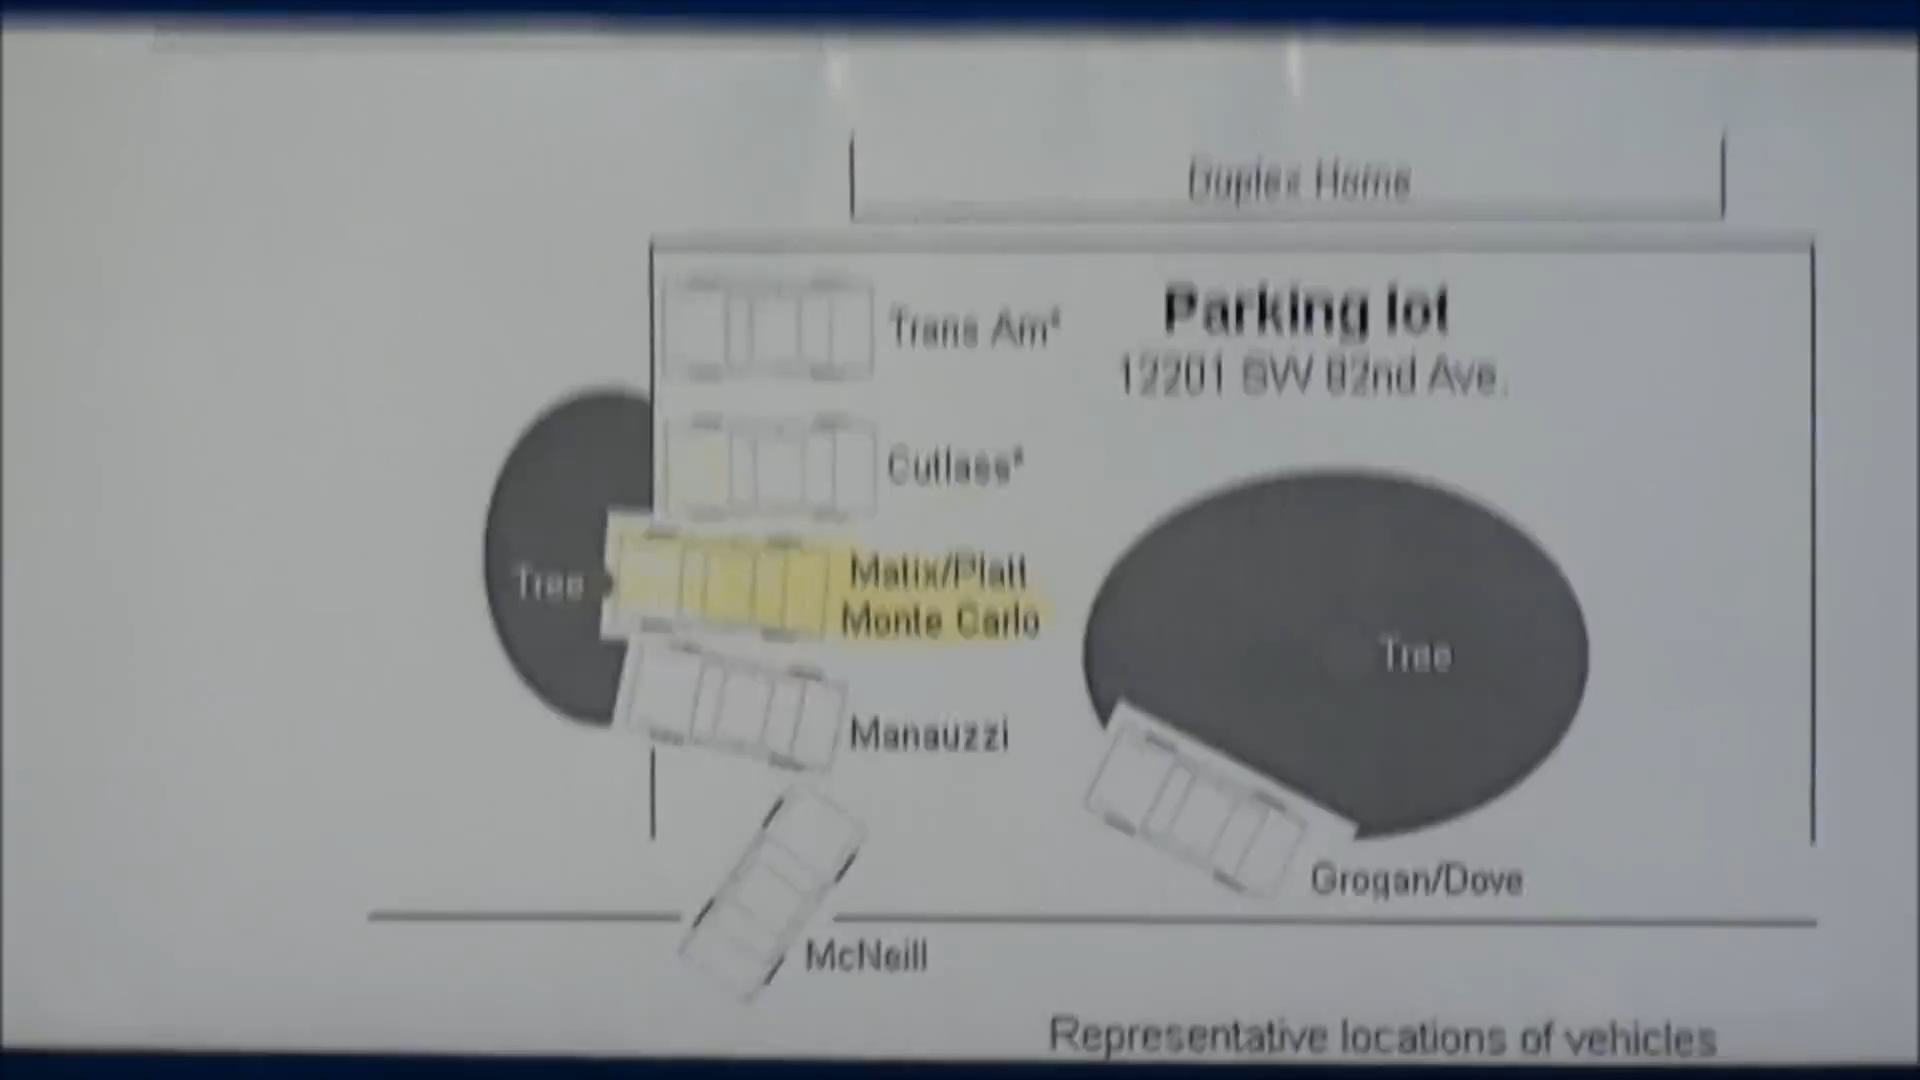 Duplex Home
Parking lot
12201 SW 82nd Ave.
Trans Am*
Cutlass*
Tree
Matix/Platt
Monte Carlo
Tree
Manauzzi
Grogan/Dove
McNeill
Representative locations of vehicles